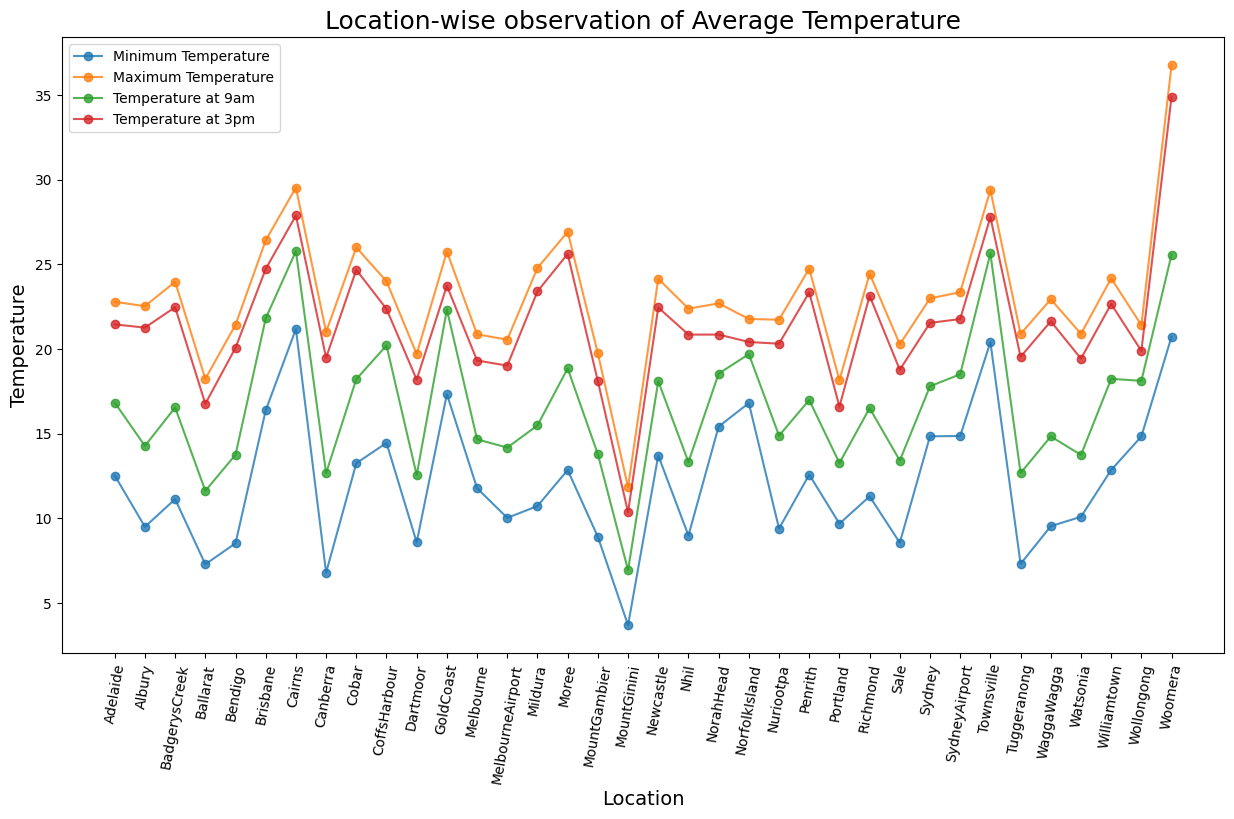 Location-wise observation of Average Temperature
Minimum Temperature
Maximum Temperature
Temperature at 9am
Temperature at 3pm
Temperature
35
30
25
20
15
10
5
Adelaide
Albury
BadgerysCreek
Ballarat
Bendigo
Brisbane
Cairns
Canberra
Cobar
CoffsHarbour
Dartmoor
GoldCoast
Melbourne
MelbourneAirport
Mildura
Moree
MountGambier
MountGinini
Newcastle
Nhil
NorahHead
NorfolkIsland
Nuriootpa
Penrith
Portland
Richmond
Sale
Sydney
SydneyAirport
Townsville
Tuggeranong
WaggaWagga
Watsonia
Williamtown
Wollongong
Woomera
Location